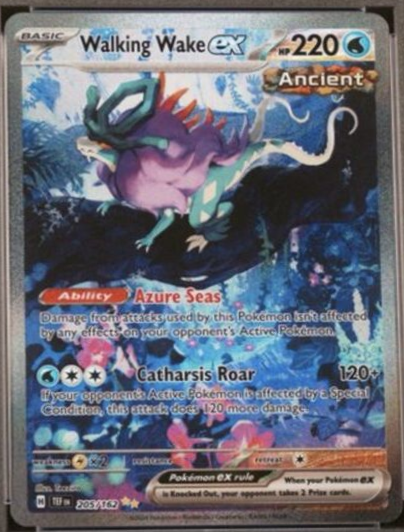 BASIC
Walking Wake ex HP 220
Ancient
Ability Azure Seas
Damage from attacks used by this Pokémon isn't affected
by any effects on your opponent's Active Pokémon.
Catharsis Roar 120+
If your opponent's Active Pokémon is affected by a Special
Condition, this attack does 120 more damage.
weakness ×2 resistance retreat
Illus.
Pokémon ex rule
When your Pokémon ex
is Knocked Out, your opponent takes 2 Prize cards.
H TEF EN 205/162